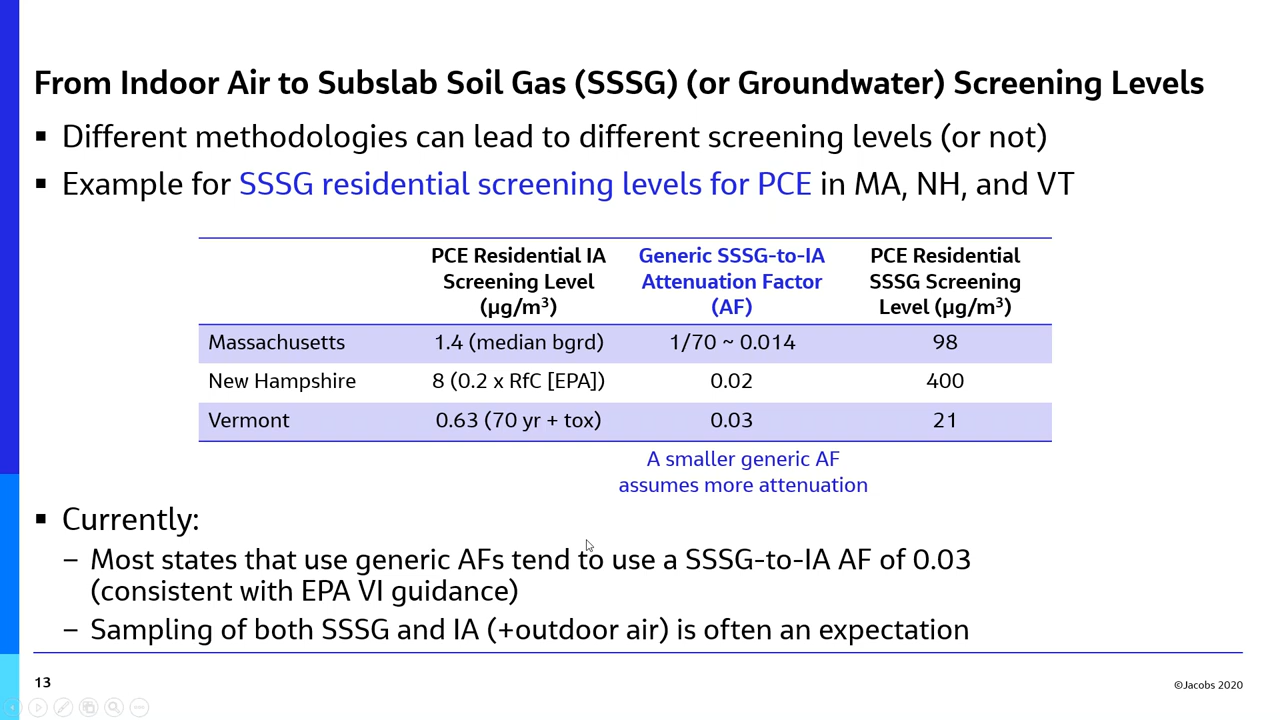 From Indoor Air to Subslab Soil Gas (SSSG) (or Groundwater) Screening Levels
▪ Different methodologies can lead to different screening levels (or not)
▪ Example for SSSG residential screening levels for PCE in MA, NH, and VT
PCE Residential IA Screening Level (µg/m³)
Generic SSSG-to-IA Attenuation Factor (AF)
PCE Residential SSSG Screening Level (µg/m³)
Massachusetts 1.4 (median bgrd) 1/70 ~ 0.014 98
New Hampshire 8 (0.2 x RfC [EPA]) 0.02 400
Vermont 0.63 (70 yr + tox) 0.03 21
A smaller generic AF
assumes more attenuation
▪ Currently:
– Most states that use generic AFs tend to use a SSSG-to-IA AF of 0.03
(consistent with EPA VI guidance)
– Sampling of both SSSG and IA (+outdoor air) is often an expectation
13
©Jacobs 2020